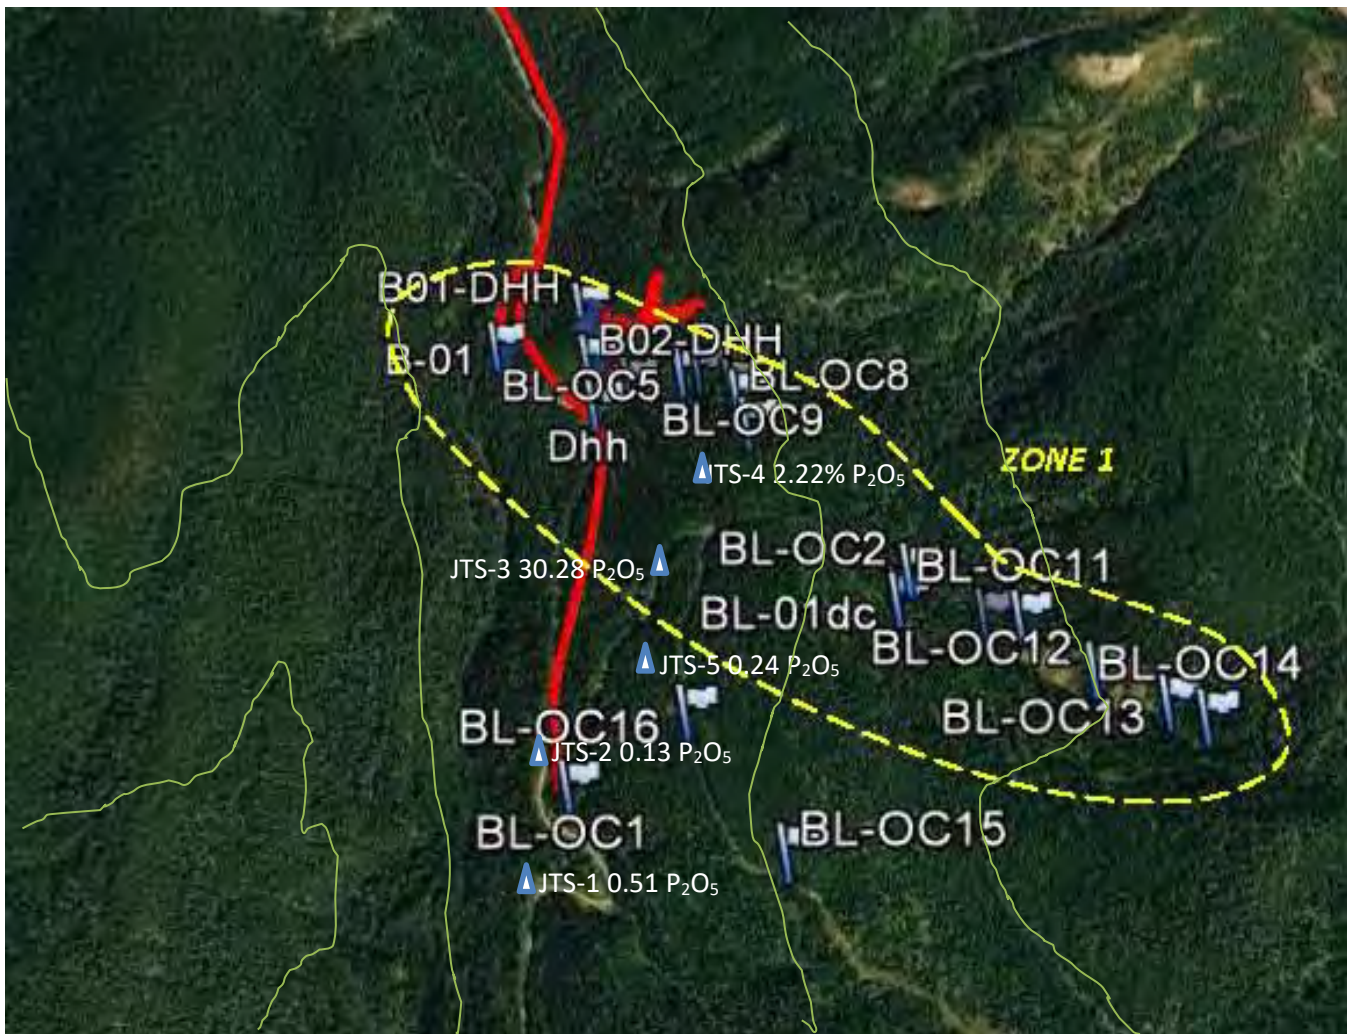 B01-DHH
B02-DHH
B-01
BL-OC5
BL-OC8
BL-OC9
Dhh
ZONE 1
JTS-4 2.22% P₂O₅
BL-OC2
BL-OC11
JTS-3 30.28 P₂O₅
BL-01dc
BL-OC12
JTS-5 0.24 P₂O₅
BL-OC14
BL-OC13
BL-OC16
JTS-2 0.13 P₂O₅
BL-OC1
BL-OC15
JTS-1 0.51 P₂O₅